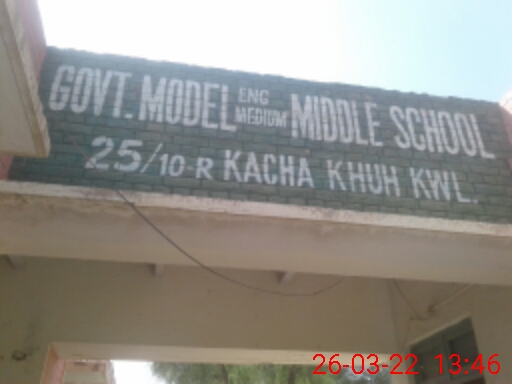 GOVT. MODEL ENG MEDIUM MIDDLE SCHOOL
25/10-R KACHA KHUH KWL.
26-03-22 13:46